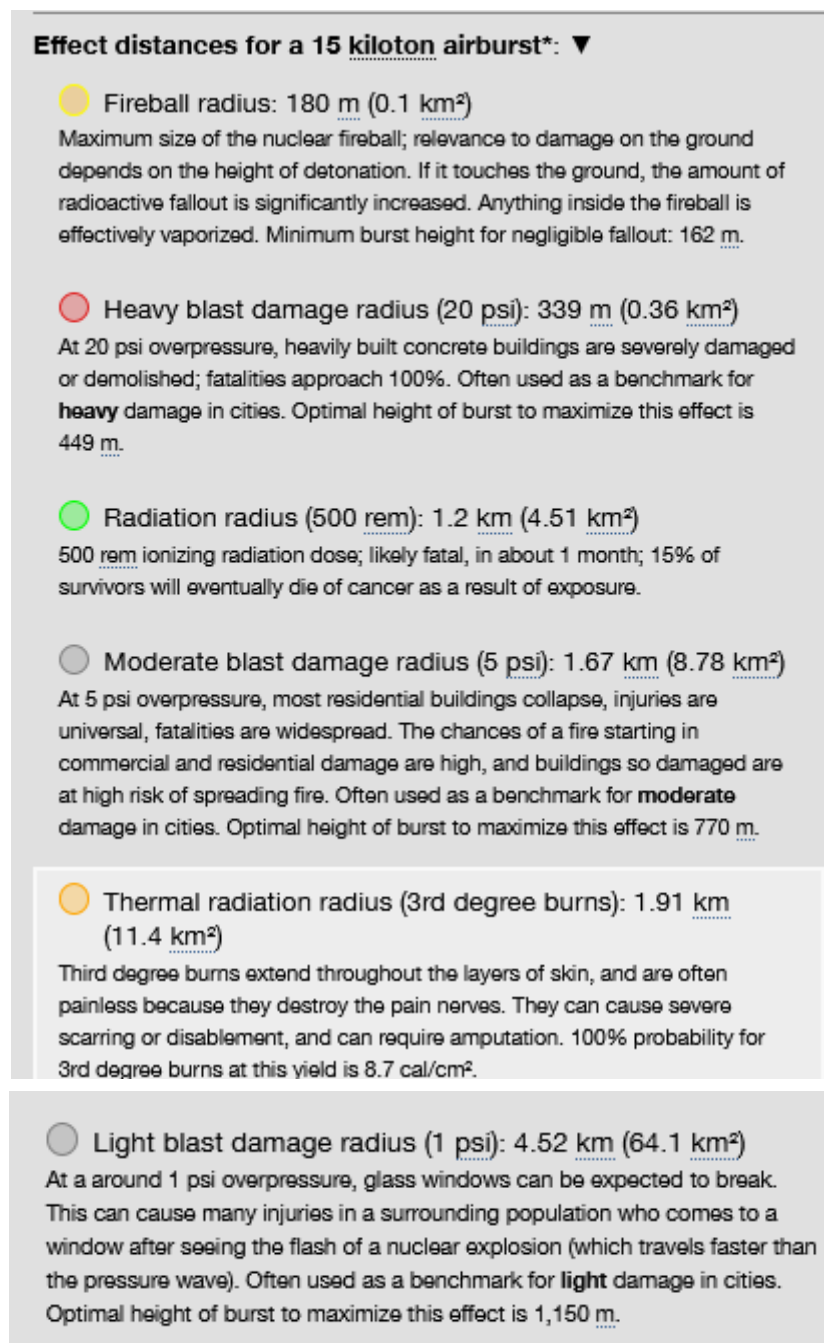 Effect distances for a 15 kiloton airburst*: ▼
Fireball radius: 180 m (0.1 km²)
Maximum size of the nuclear fireball; relevance to damage on the ground
depends on the height of detonation. If it touches the ground, the amount of
radioactive fallout is significantly increased. Anything inside the fireball is
effectively vaporized. Minimum burst height for negligible fallout: 162 m.
Heavy blast damage radius (20 psi): 339 m (0.36 km²)
At 20 psi overpressure, heavily built concrete buildings are severely damaged
or demolished; fatalities approach 100%. Often used as a benchmark for
heavy damage in cities. Optimal height of burst to maximize this effect is
449 m.
Radiation radius (500 rem): 1.2 km (4.51 km²)
500 rem ionizing radiation dose; likely fatal, in about 1 month; 15% of
survivors will eventually die of cancer as a result of exposure.
Moderate blast damage radius (5 psi): 1.67 km (8.78 km²)
At 5 psi overpressure, most residential buildings collapse, injuries are
universal, fatalities are widespread. The chances of a fire starting in
commercial and residential damage are high, and buildings so damaged are
at high risk of spreading fire. Often used as a benchmark for moderate
damage in cities. Optimal height of burst to maximize this effect is 770 m.
Thermal radiation radius (3rd degree burns): 1.91 km
(11.4 km²)
Third degree burns extend throughout the layers of skin, and are often
painless because they destroy the pain nerves. They can cause severe
scarring or disablement, and can require amputation. 100% probability for
3rd degree burns at this yield is 8.7 cal/cm².
Light blast damage radius (1 psi): 4.52 km (64.1 km²)
At a around 1 psi overpressure, glass windows can be expected to break.
This can cause many injuries in a surrounding population who comes to a
window after seeing the flash of a nuclear explosion (which travels faster than
the pressure wave). Often used as a benchmark for light damage in cities.
Optimal height of burst to maximize this effect is 1,150 m.